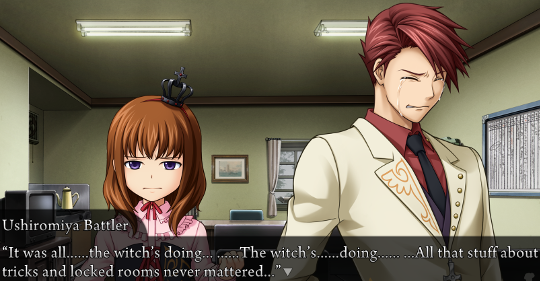 Ushiromiya Battler
“It was all......the witch’s doing... ......The witch’s......doing...... ...All that stuff about
tricks and locked rooms never mattered...”